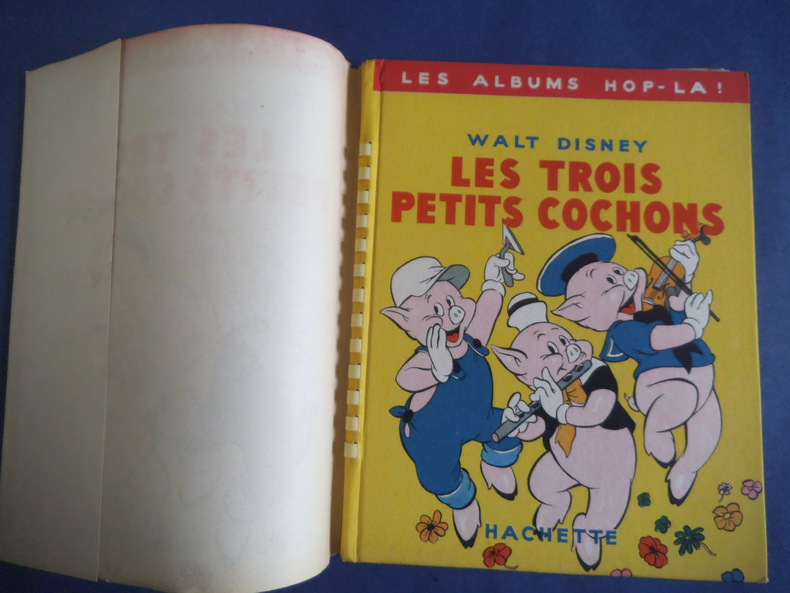 LES ALBUMS HOP-LA!
WALT DISNEY
LES TROIS
PETITS COCHONS
HACHETTE